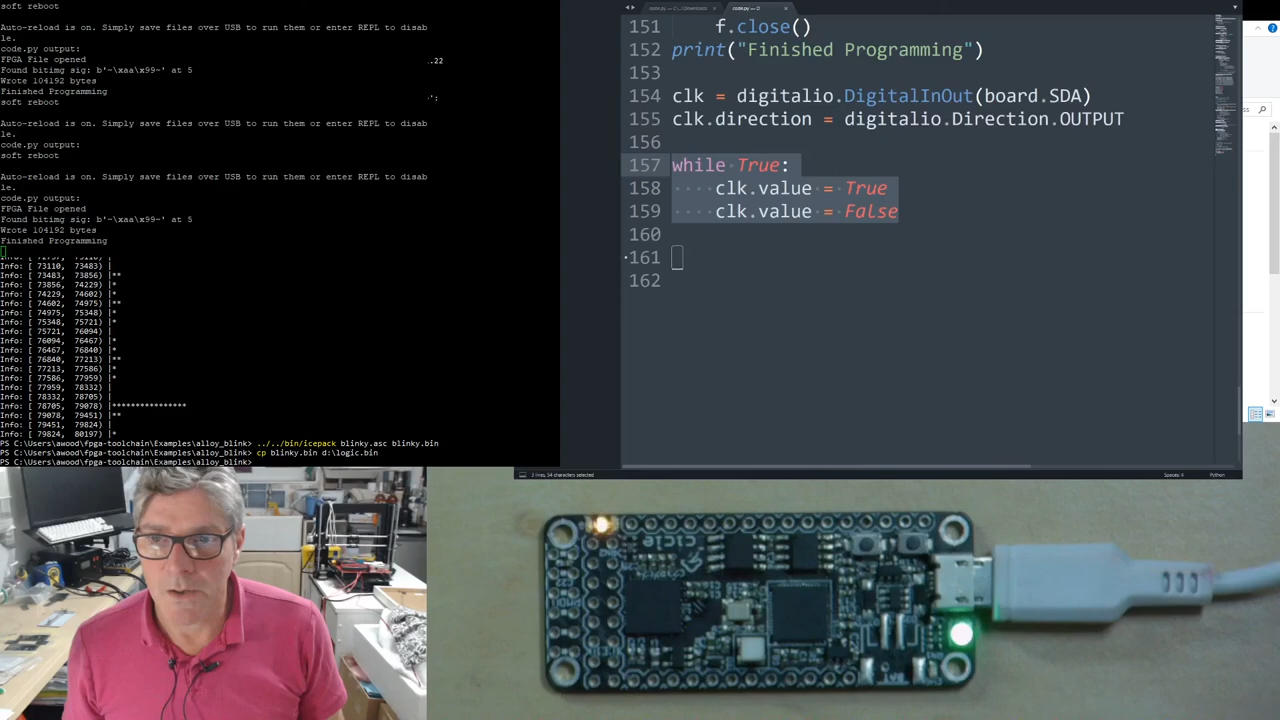 soft reboot
Auto-reload is on. Simply save files over USB to run them or enter REPL to disab
le.
code.py output:
FPGA File opened
Found bitimg sig: b'~\xaa\x99~' at 5
Wrote 104192 bytes
Finished Programming
soft reboot
Auto-reload is on. Simply save files over USB to run them or enter REPL to disab
le.
code.py output:
soft reboot
Auto-reload is on. Simply save files over USB to run them or enter REPL to disab
le.
code.py output:
FPGA File opened
Found bitimg sig: b'~\xaa\x99~' at 5
Wrote 104192 bytes
Finished Programming
.22
':
Info: [ 73110, 73483) |
Info: [ 73483, 73856) |**
Info: [ 73856, 74229) |*
Info: [ 74229, 74602) |*
Info: [ 74602, 74975) |**
Info: [ 74975, 75348) |*
Info: [ 75348, 75721) |*
Info: [ 75721, 76094) |
Info: [ 76094, 76467) |*
Info: [ 76467, 76840) |*
Info: [ 76840, 77213) |**
Info: [ 77213, 77586) |*
Info: [ 77586, 77959) |*
Info: [ 77959, 78332) |
Info: [ 78332, 78705) |
Info: [ 78705, 79078) |****************
Info: [ 79078, 79451) |**
Info: [ 79451, 79824) |
Info: [ 79824, 80197) |*
PS C:\Users\awood\fpga-toolchain\Examples\alloy_blink> ../../bin/icepack blinky.asc blinky.bin
PS C:\Users\awood\fpga-toolchain\Examples\alloy_blink> cp blinky.bin d:\logic.bin
PS C:\Users\awood\fpga-toolchain\Examples\alloy_blink>
151 f.close()
152 print("Finished Programming")
153
154 clk = digitalio.DigitalInOut(board.SDA)
155 clk.direction = digitalio.Direction.OUTPUT
156
157 while True:
158 clk.value = True
159 clk.value = False
160
161
162
3 lines, 54 characters selected
Spaces: 6
Python
cicle
BAT